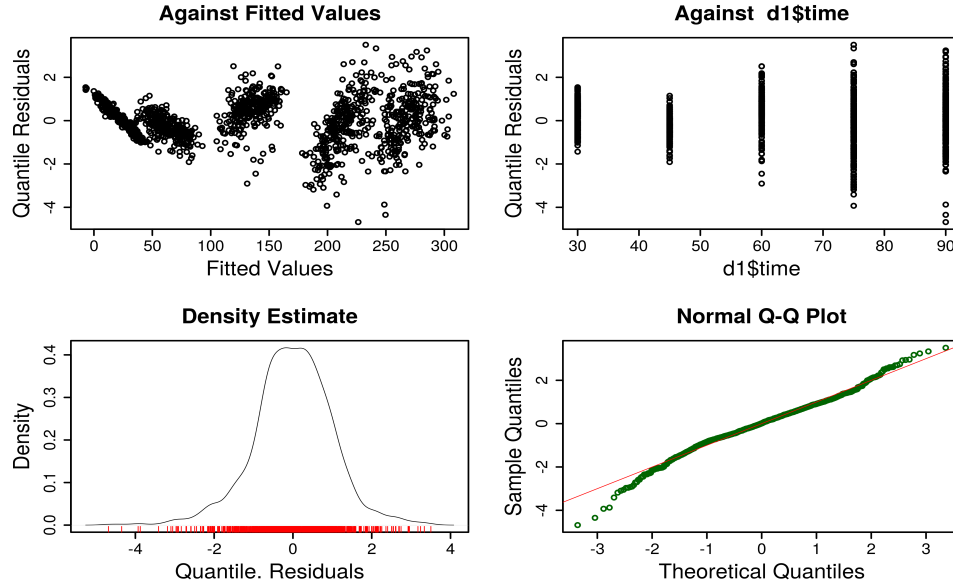 Against Fitted Values
Quantile Residuals
2
0
-2
-4
0 50 100 150 200 250 300
Fitted Values
Against  d1$time
Quantile Residuals
2
0
-2
-4
30 40 50 60 70 80 90
d1$time
Density Estimate
Density
0.4
0.3
0.2
0.1
0.0
-4 -2 0 2 4
Quantile. Residuals
Normal Q-Q Plot
Sample Quantiles
2
0
-2
-4
-3 -2 -1 0 1 2 3
Theoretical Quantiles